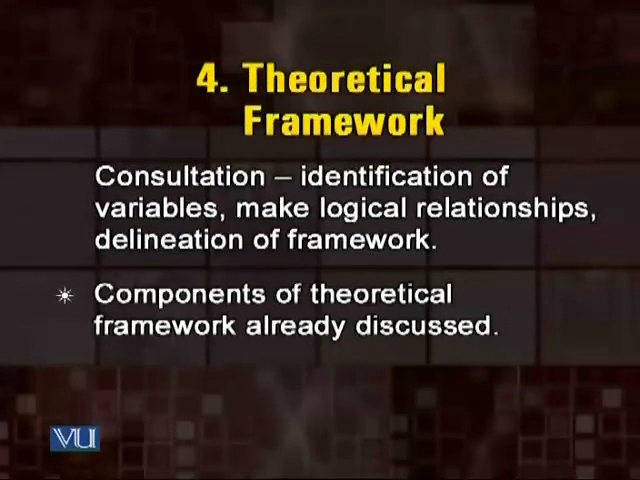 4. Theoretical
Framework
Consultation – identification of
variables, make logical relationships,
delineation of framework.
Components of theoretical
framework already discussed.
VU